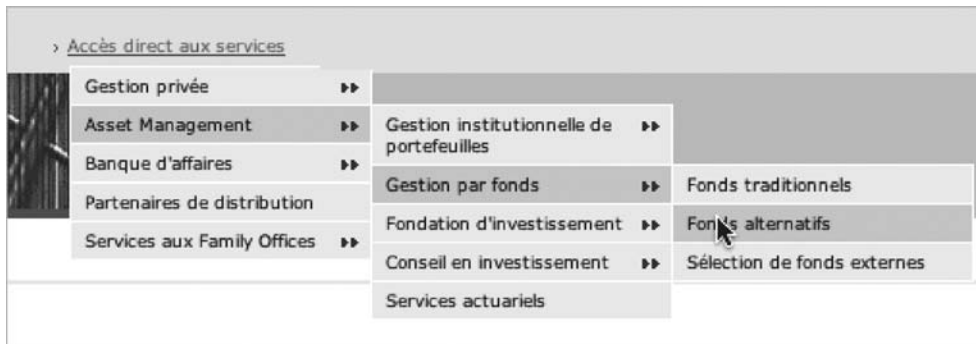 › Accès direct aux services
Gestion privée
Asset Management
Banque d'affaires
Partenaires de distribution
Services aux Family Offices
Gestion institutionnelle de
portefeuilles
Gestion par fonds
Fondation d'investissement
Conseil en investissement
Services actuariels
Fonds traditionnels
Fonds alternatifs
Sélection de fonds externes